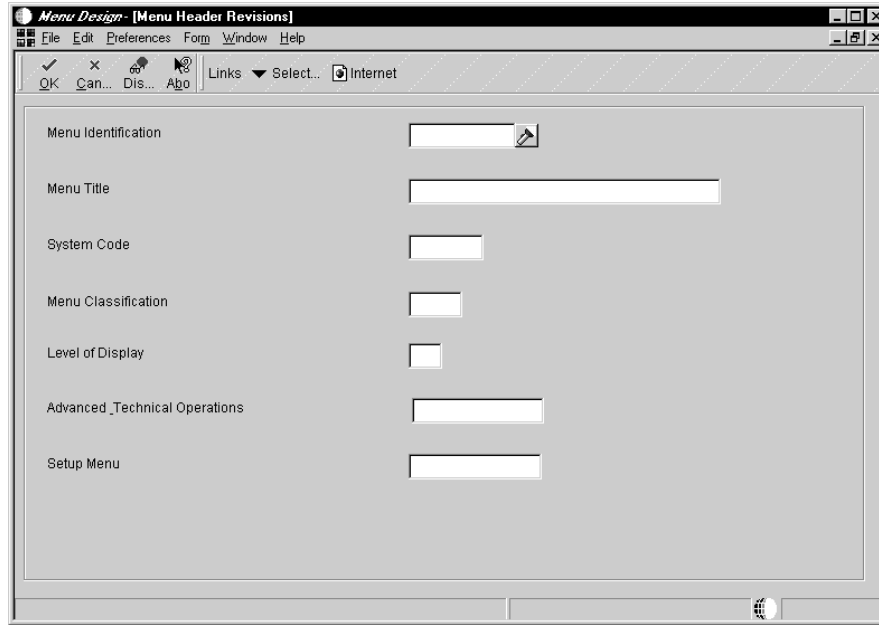 Menu Design - [Menu Header Revisions]
File Edit Preferences Form Window Help
OK Can... Dis... Abo Links Select... Internet
Menu Identification
Menu Title
System Code
Menu Classification
Level of Display
Advanced _Technical Operations
Setup Menu